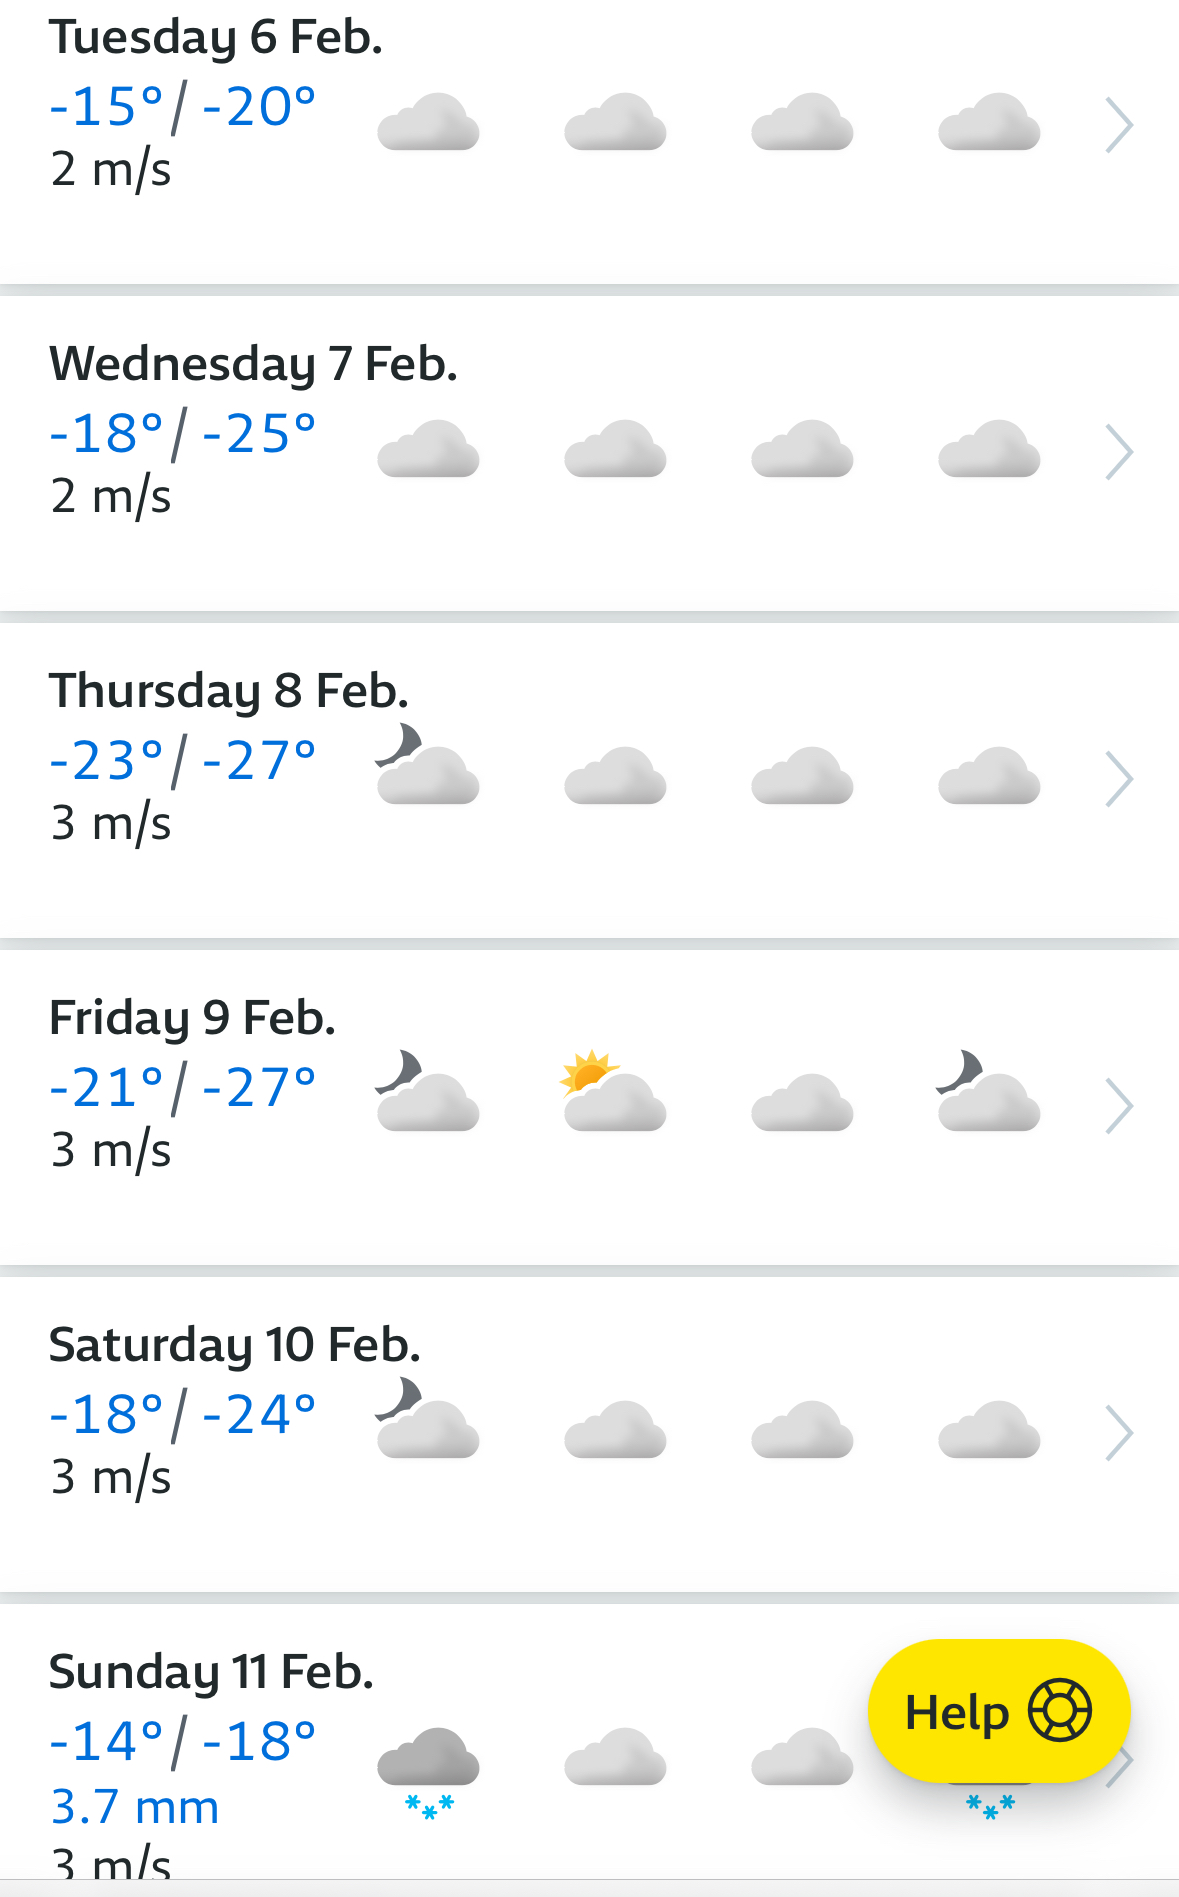 Tuesday 6 Feb.
-15°/ -20°
2 m/s
Wednesday 7 Feb.
-18°/ -25°
2 m/s
Thursday 8 Feb.
-23°/ -27°
3 m/s
Friday 9 Feb.
-21°/ -27°
3 m/s
Saturday 10 Feb.
-18°/ -24°
3 m/s
Sunday 11 Feb.
Help
-14°/ -18°
3.7 mm
3 m/s